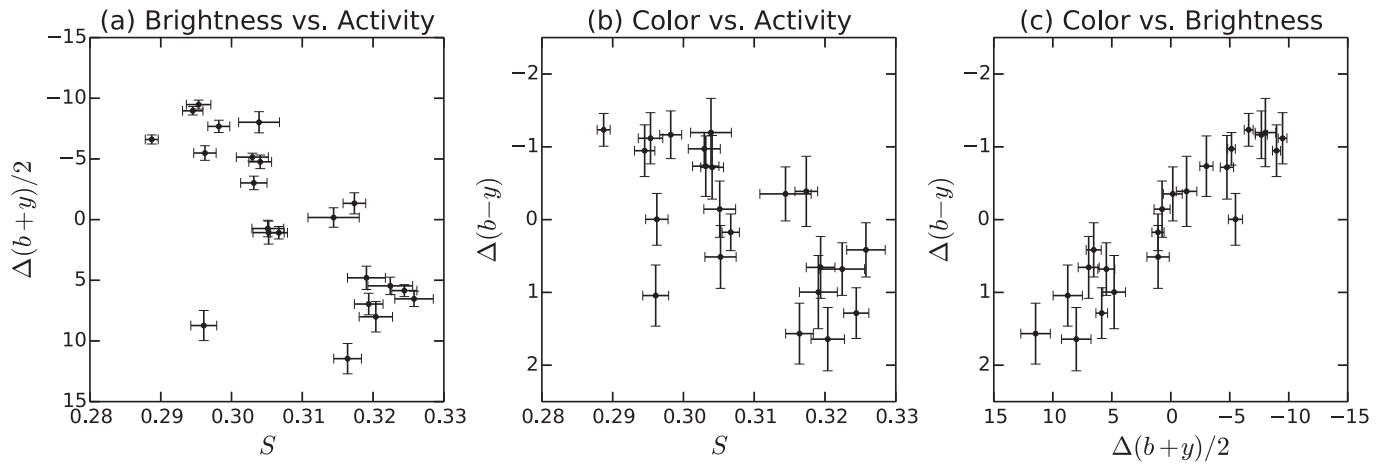 (a) Brightness vs. Activity
(b) Color vs. Activity
(c) Color vs. Brightness
−15
−10
−5
0
5
10
15
Δ(b+y)/2
0.28 0.29 0.30 0.31 0.32 0.33
S
−2
−1
0
1
2
Δ(b−y)
0.28 0.29 0.30 0.31 0.32 0.33
S
−2
−1
0
1
2
Δ(b−y)
15 10 5 0 −5 −10 −15
Δ(b+y)/2